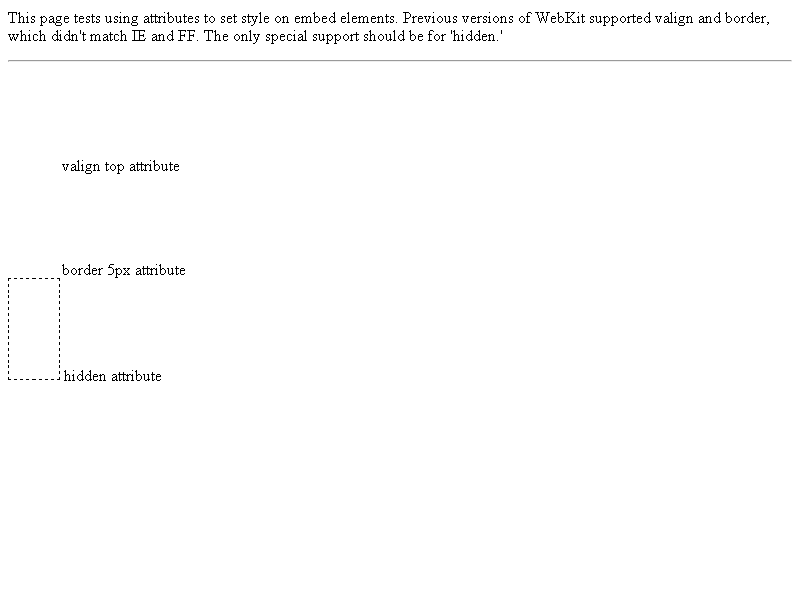 This page tests using attributes to set style on embed elements. Previous versions of WebKit supported valign and border,
which didn't match IE and FF. The only special support should be for 'hidden.'
valign top attribute
border 5px attribute
hidden attribute